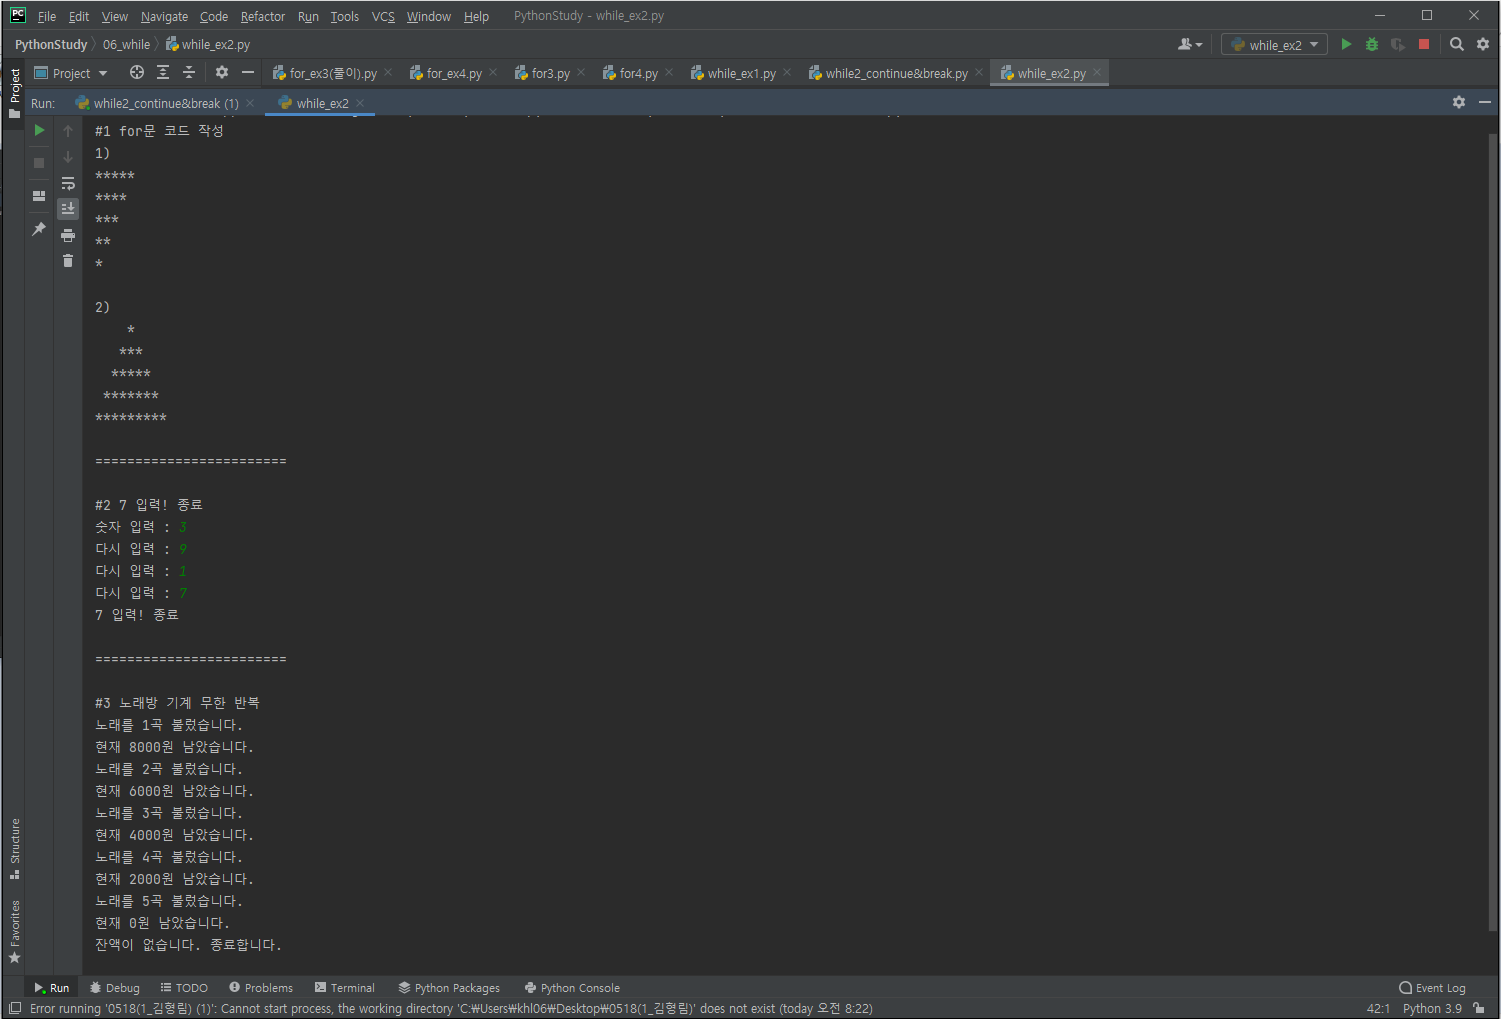 PC File Edit View Navigate Code Refactor Run Tools VCS Window Help PythonStudy - while_ex2.py
PythonStudy 06_while while_ex2.py while_ex2
Project for_ex3(풀이).py for_ex4.py for3.py for4.py while_ex1.py while2_continue&break.py while_ex2.py
Project
Run: while2_continue&break (1) while_ex2
#1 for문 코드 작성
1)
*****
****
***
**
*
2)
    *
   ***
  *****
 *******
*********
========================
#2 7 입력! 종료
숫자 입력 : 3
다시 입력 : 9
다시 입력 : 1
다시 입력 : 7
7 입력! 종료
========================
#3 노래방 기계 무한 반복
노래를 1곡 불렀습니다.
현재 8000원 남았습니다.
노래를 2곡 불렀습니다.
현재 6000원 남았습니다.
노래를 3곡 불렀습니다.
현재 4000원 남았습니다.
노래를 4곡 불렀습니다.
현재 2000원 남았습니다.
노래를 5곡 불렀습니다.
현재 0원 남았습니다.
잔액이 없습니다. 종료합니다.
Structure
Favorites
Run Debug TODO Problems Terminal Python Packages Python Console Event Log
Error running '0518(1_김형림) (1)': Cannot start process, the working directory 'C:₩Users₩khl06₩Desktop₩0518(1_김형림)' does not exist (today 오전 8:22) 42:1 Python 3.9